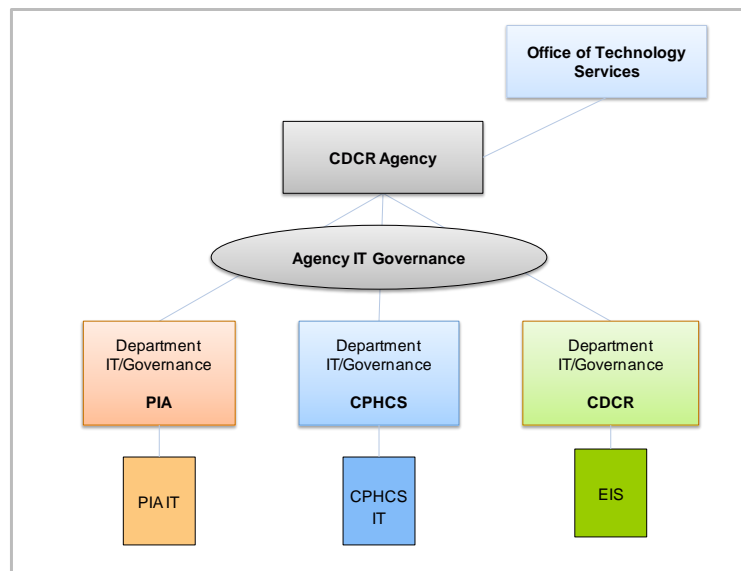 Office of Technology
Services
CDCR Agency
Agency IT Governance
Department
IT/Governance
PIA
Department
IT/Governance
CPHCS
Department
IT/Governance
CDCR
PIA IT
CPHCS
IT
EIS